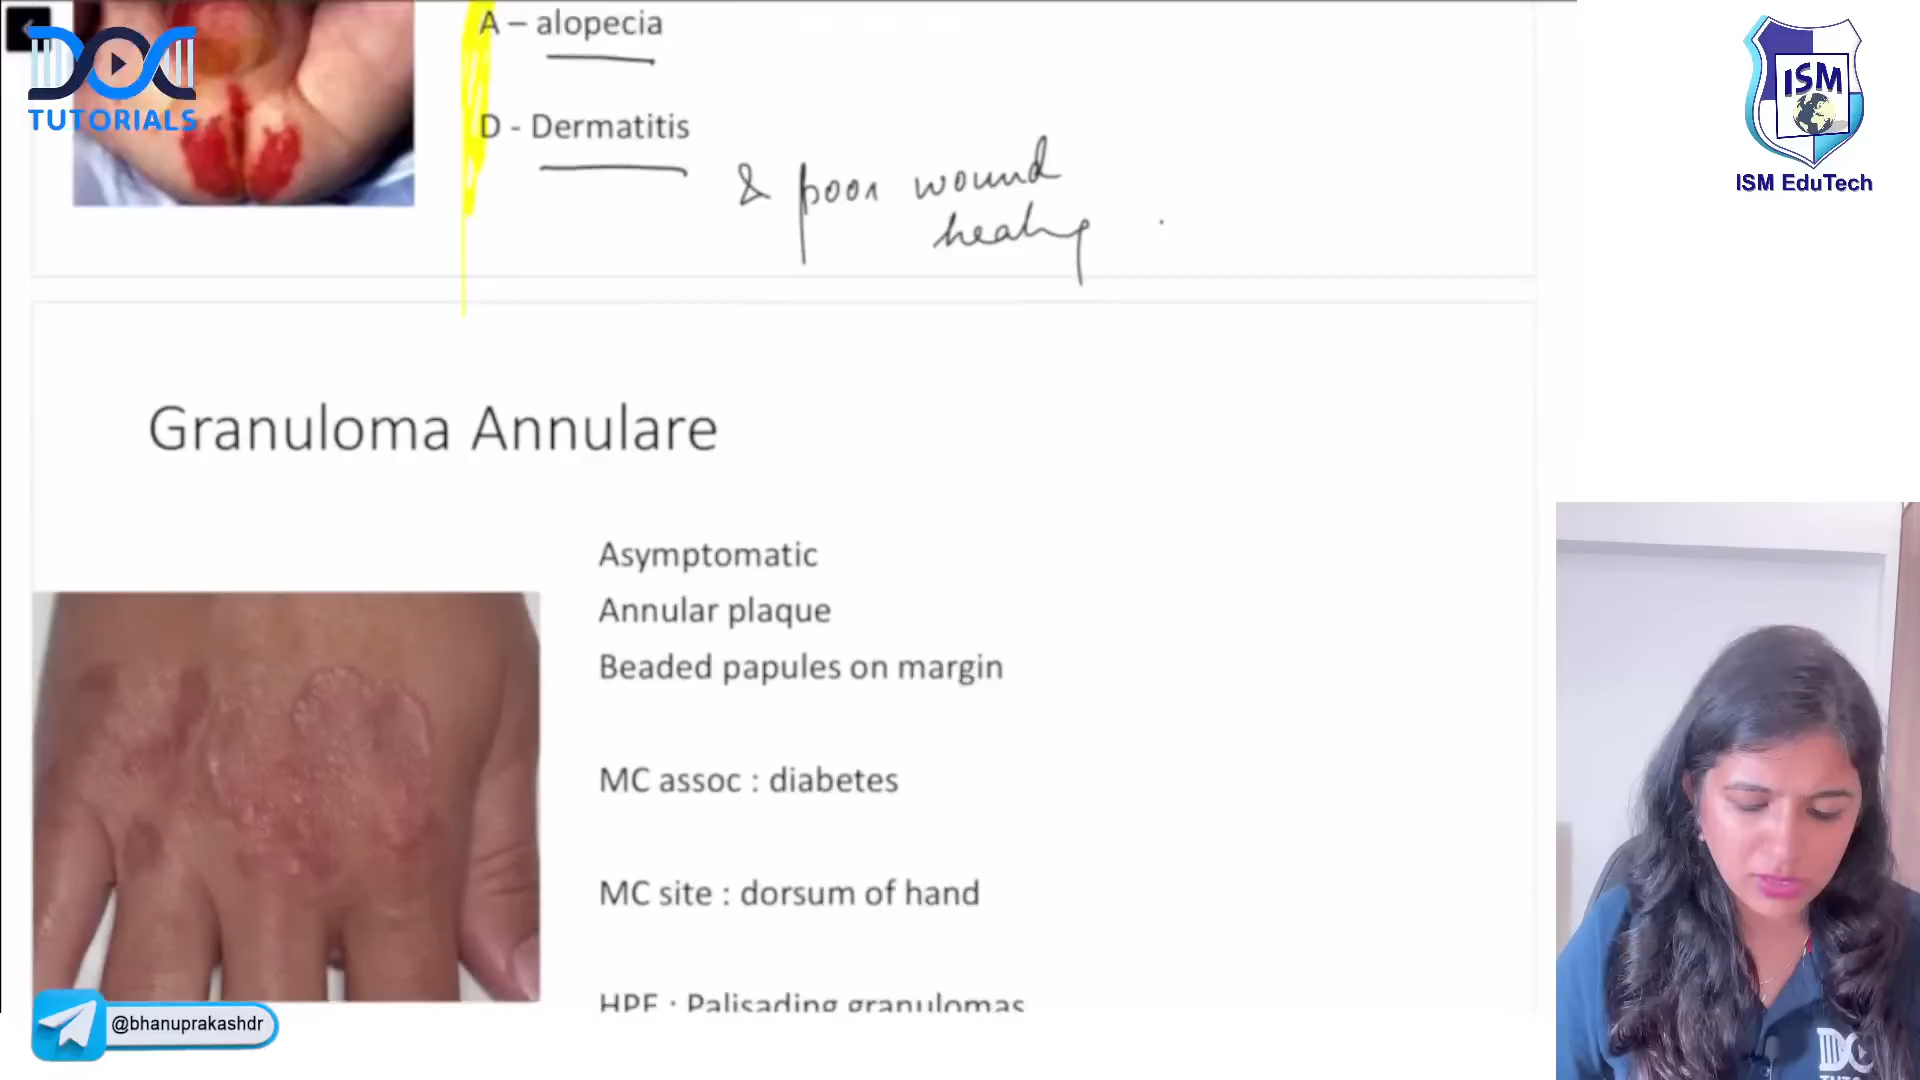 A – alopecia
D - Dermatitis
& poor wound
healing
DOC
TUTORIALS
ISM
ISM EduTech
Granuloma Annulare
Asymptomatic
Annular plaque
Beaded papules on margin
MC assoc : diabetes
MC site : dorsum of hand
HPE : Palisading granulomas
@bhanuprakashdr